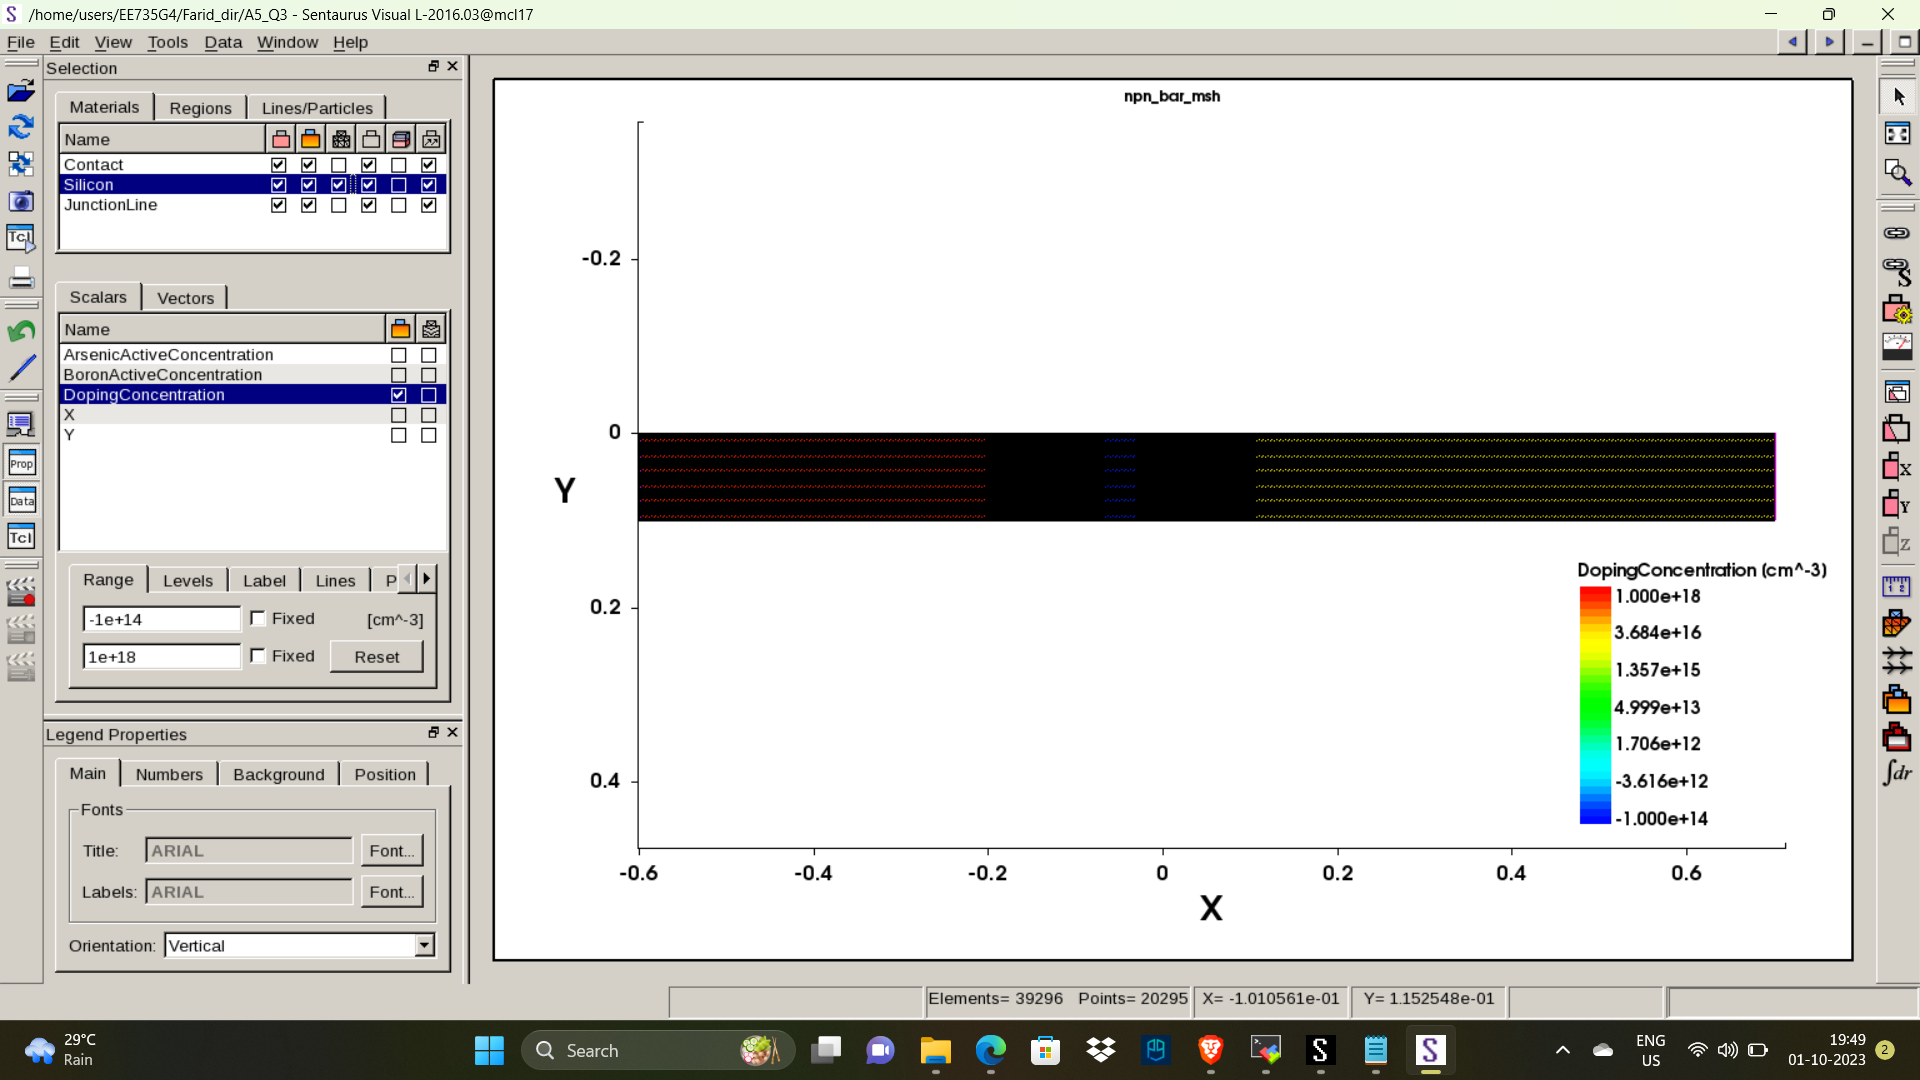 /home/users/EE735G4/Farid_dir/A5_Q3 - Sentaurus Visual L-2016.03@mcl17
File Edit View Tools Data Window Help
Selection
Materials Regions Lines/Particles
Name
Contact
Silicon
JunctionLine
Scalars Vectors
Name
ArsenicActiveConcentration
BoronActiveConcentration
DopingConcentration
X
Y
Range Levels Label Lines P
-1e+14 Fixed [cm^-3]
1e+18 Fixed Reset
Legend Properties
Main Numbers Background Position
Fonts
Title: ARIAL Font...
Labels: ARIAL Font...
Orientation: Vertical
Tcl
Prop
Data
Tcl
npn_bar_msh
-0.2
0
0.2
0.4
Y
-0.6 -0.4 -0.2 0 0.2 0.4 0.6
X
DopingConcentration (cm^-3)
1.000e+18
3.684e+16
1.357e+15
4.999e+13
1.706e+12
-3.616e+12
-1.000e+14
S
X
Y
Z
1 2
∫dr
Elements= 39296 Points= 20295 X= -1.010561e-01 Y= 1.152548e-01
29°C
Rain
Search
ENG
US
19:49
01-10-2023
2